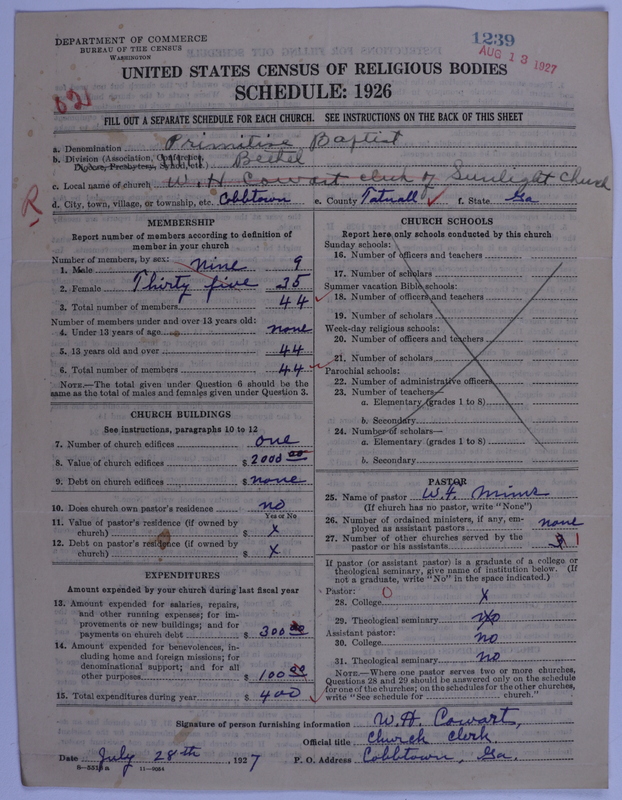 DEPARTMENT OF COMMERCE
BUREAU OF THE CENSUS
WASHINGTON
1239
AUG 13 1927
UNITED STATES CENSUS OF RELIGIOUS BODIES
SCHEDULE: 1926
621
FILL OUT A SEPARATE SCHEDULE FOR EACH CHURCH. SEE INSTRUCTIONS ON THE BACK OF THIS SHEET
a. Denomination Primitive Baptist
b. Division (Association, Conference, Diocese, Presbytery, Synod, etc.) Bethel
c. Local name of church W. H Cowart clerk of Sunlight Church
d. City, town, village, or township, etc. Cobbtown e. County Tatnall f. State Ga
R
MEMBERSHIP
Report number of members according to definition of
member in your church
Number of members, by sex:
1. Male nine 9
2. Female Thirty five 35
3. Total number of members 44
Number of members under and over 13 years old:
4. Under 13 years of age none
5. 13 years old and over 44
6. Total number of members 44
NOTE.—The total given under Question 6 should be the
same as the total of males and females given under Question 3.
CHURCH BUILDINGS
See instructions, paragraphs 10 to 12
7. Number of church edifices one
8. Value of church edifices $ 2000 00
9. Debt on church edifices $ none
10. Does church own pastor's residence no
Yes or No
11. Value of pastor's residence (if owned by
church) $ x
12. Debt on pastor's residence (if owned by
church) $ x
EXPENDITURES
Amount expended by your church during last fiscal year
13. Amount expended for salaries, repairs,
and other running expenses; for im-
provements or new buildings; and for
payments on church debt $ 300 00
14. Amount expended for benevolences, in-
cluding home and foreign missions; for
denominational support; and for all
other purposes $ 100 00
15. Total expenditures during year $ 400
CHURCH SCHOOLS
Report here only schools conducted by this church
Sunday schools:
16. Number of officers and teachers
17. Number of scholars
Summer vacation Bible schools:
18. Number of officers and teachers
19. Number of scholars
Week-day religious schools:
20. Number of officers and teachers
21. Number of scholars
Parochial schools:
22. Number of administrative officers
23. Number of teachers—
a. Elementary (grades 1 to 8)
b. Secondary
24. Number of scholars—
a. Elementary (grades 1 to 8)
b. Secondary
PASTOR
25. Name of pastor W. F. Mims
(If church has no pastor, write "None")
26. Number of ordained ministers, if any, em-
ployed as assistant pastors none
27. Number of other churches served by the
pastor or his assistants 3 1
If pastor (or assistant pastor) is a graduate of a college or
theological seminary, give name of institution below. (If
not a graduate, write "No" in the space indicated.)
Pastor: 0
28. College x
29. Theological seminary no
Assistant pastor:
30. College no
31. Theological seminary no
NOTE.—Where one pastor serves two or more churches,
Questions 28 and 29 should be answered only on the schedule
for one of the churches; on the schedules for the other churches,
write "See schedule for church."
Signature of person furnishing information W. H. Cowart,
Official title Church Clerk
Date July 28th, 1927 P. O. Address Cobbtown, Ga.
11—9054